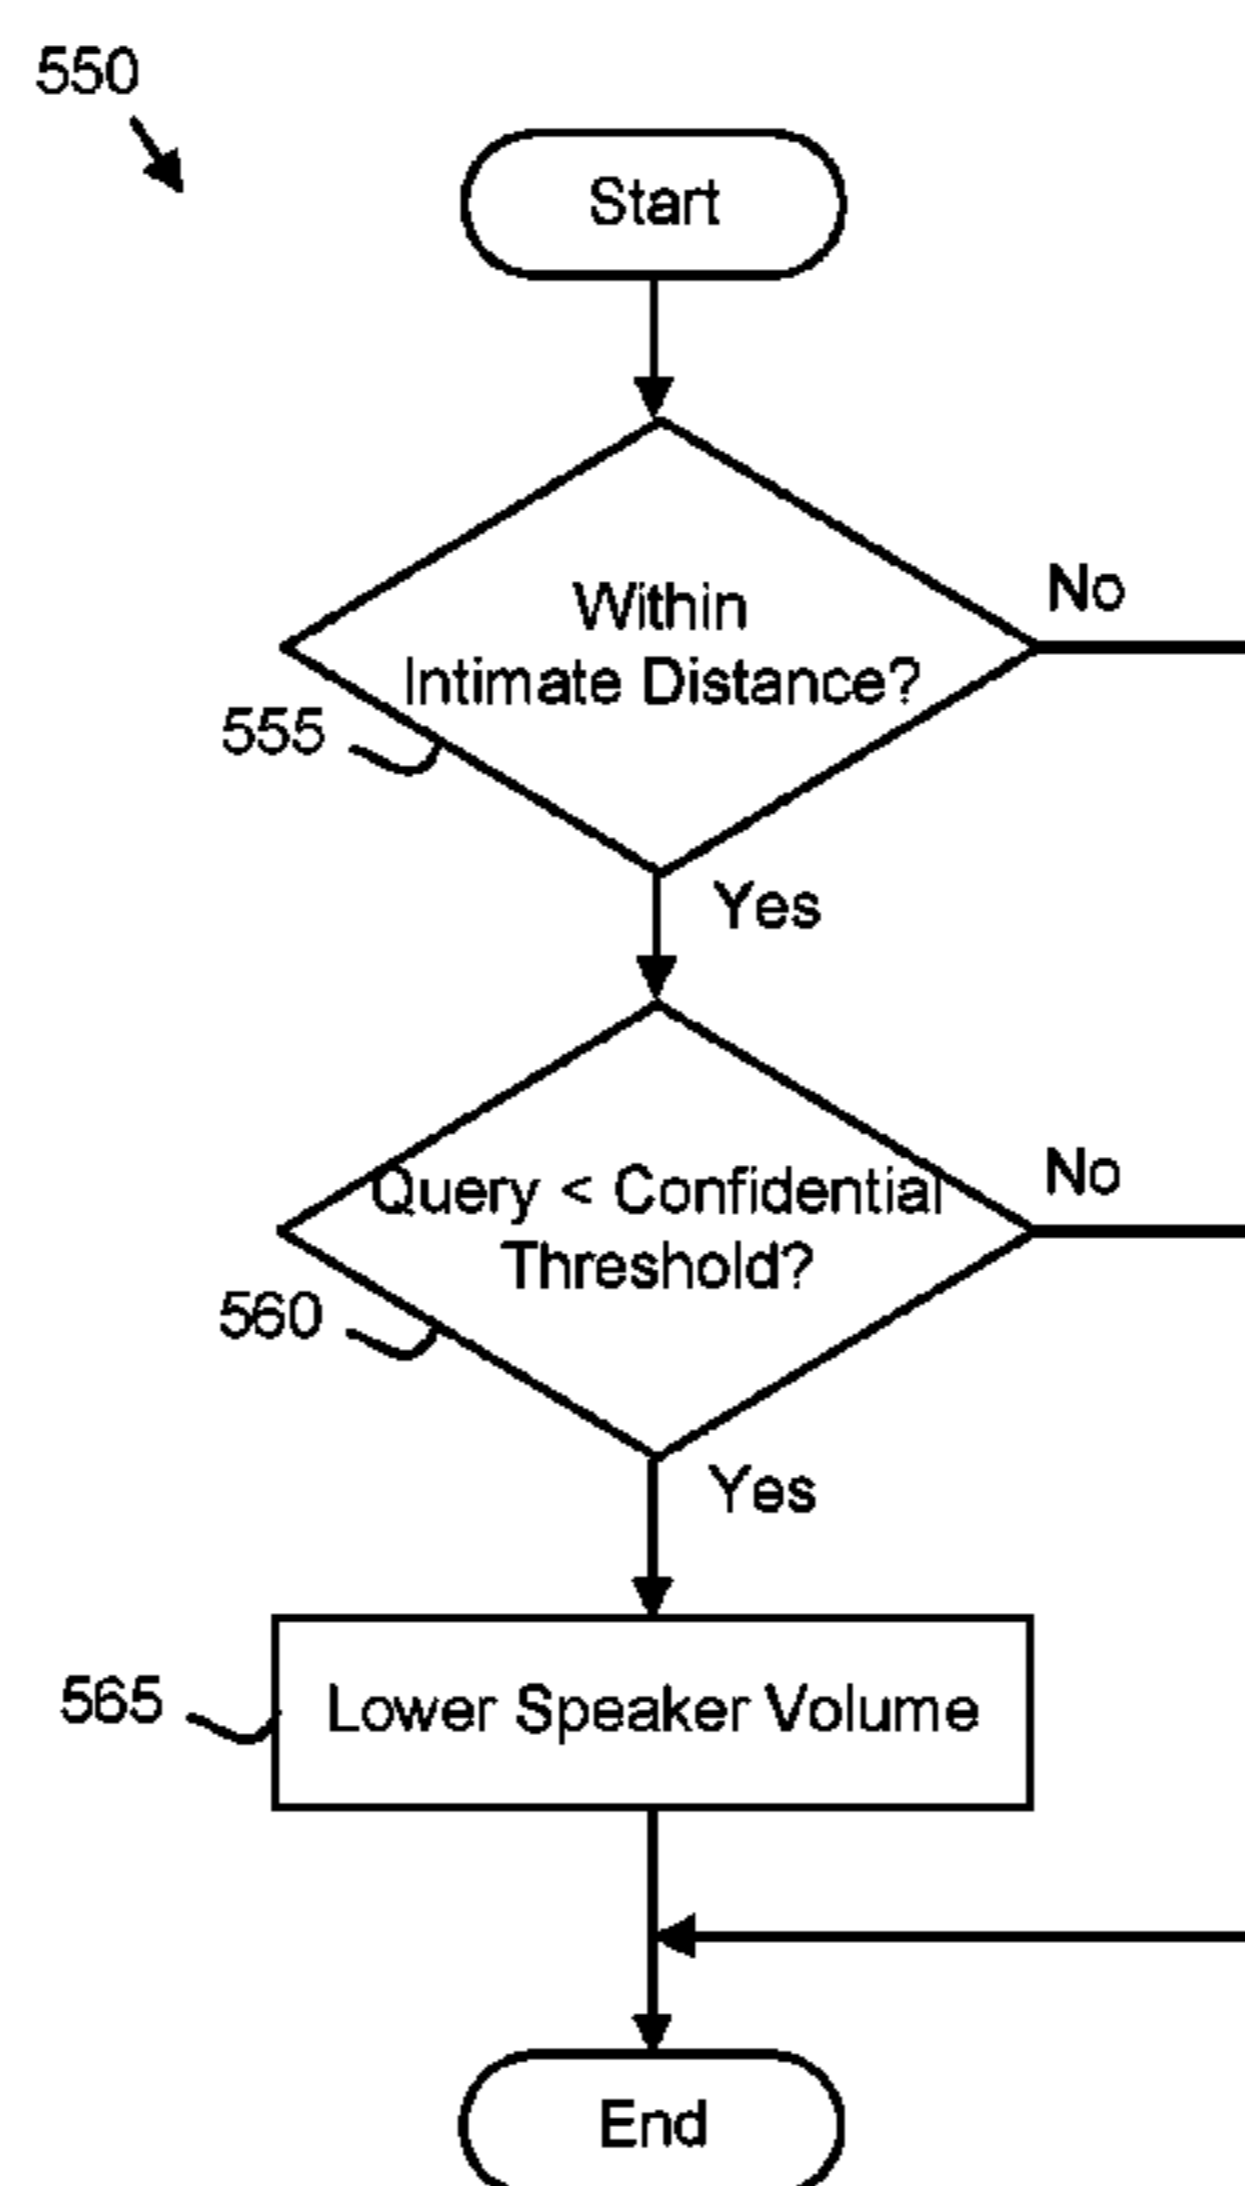 550
Start
Within
Intimate Distance?
No
555
Yes
Query < Confidential
Threshold?
No
560
Yes
565
Lower Speaker Volume
End